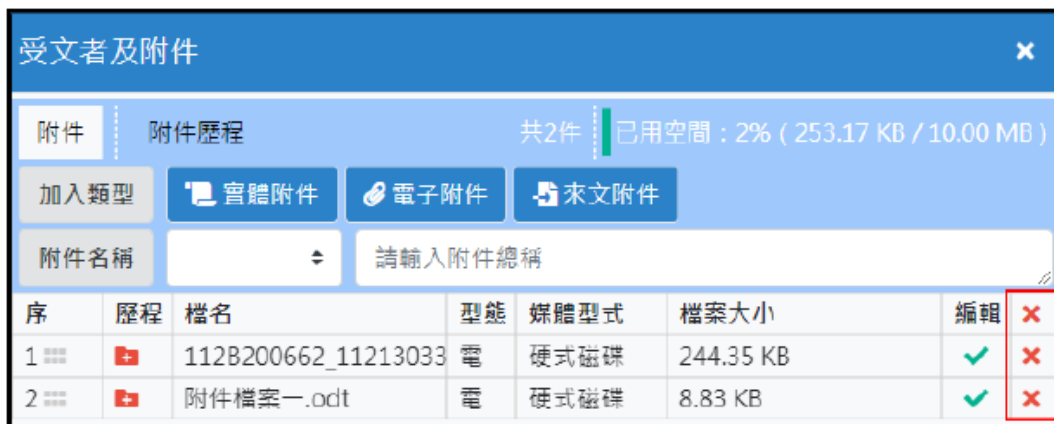 受文者及附件
附件 附件歷程 共2件 已用空間：2% ( 253.17 KB / 10.00 MB )
加入類型 實體附件 電子附件 來文附件
附件名稱 請輸入附件總稱
序 歷程 檔名 型態 媒體型式 檔案大小 編輯
1 112B200662_11213033 電 硬式磁碟 244.35 KB
2 附件檔案一.odt 電 硬式磁碟 8.83 KB